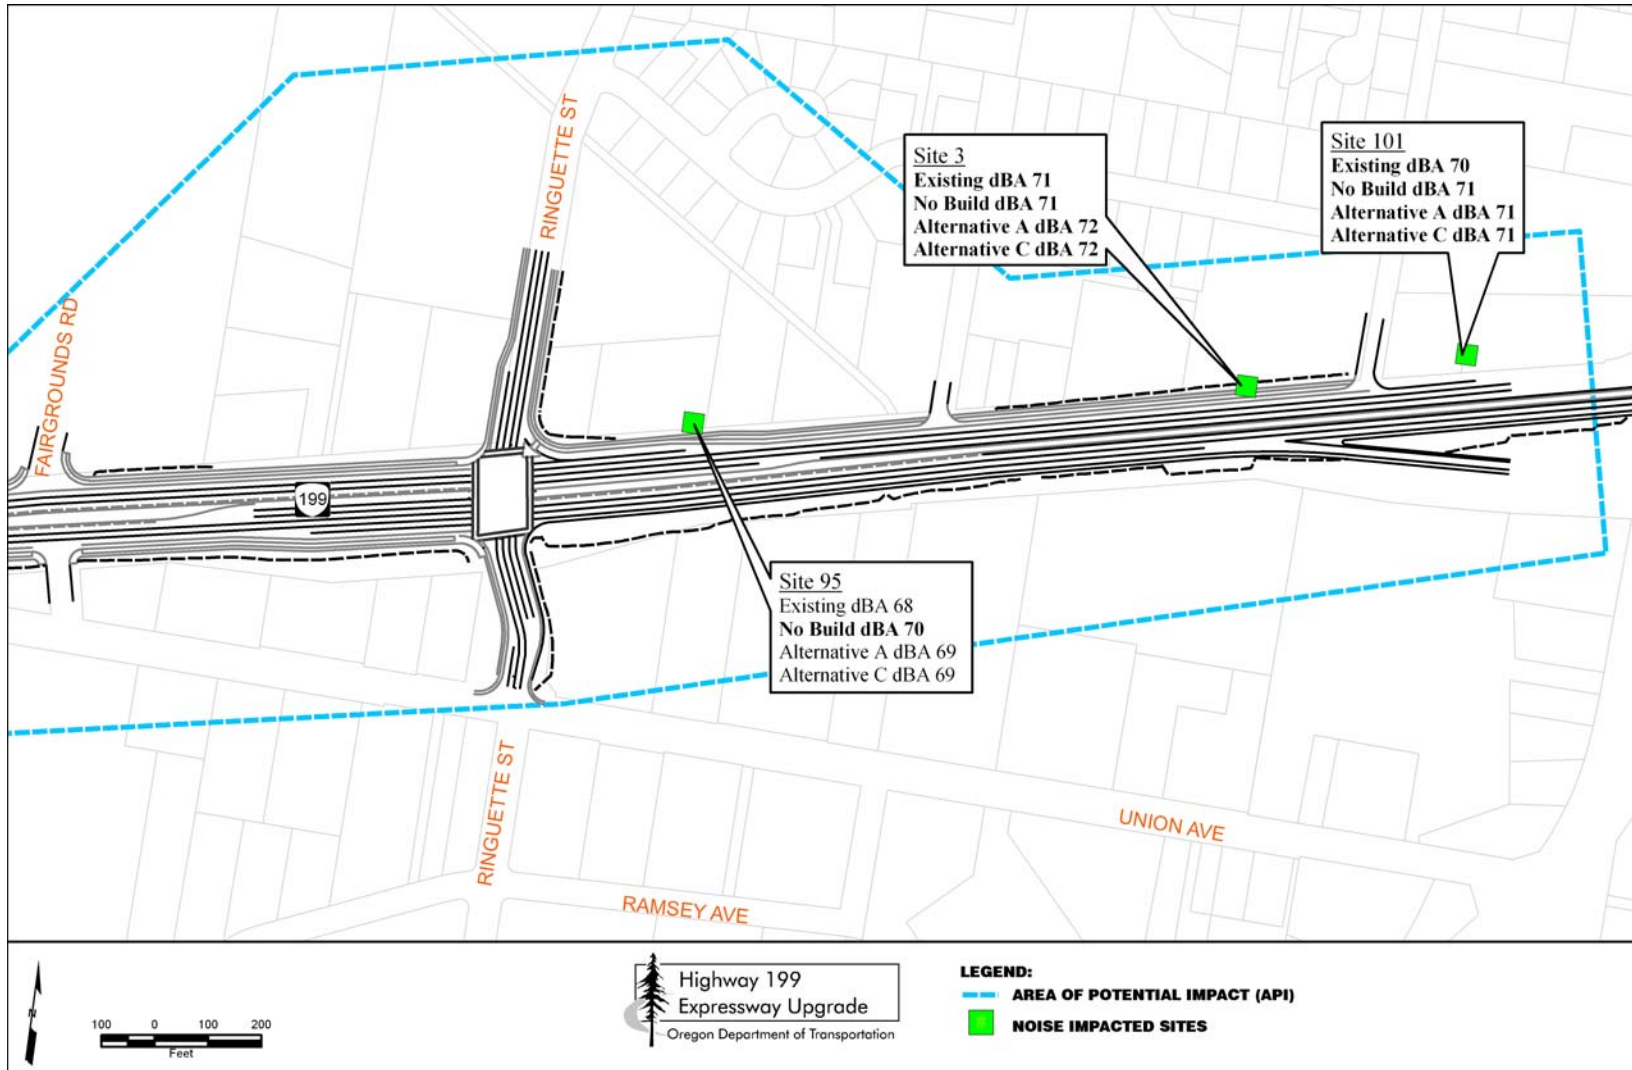 RINGUETTE ST
FAIRGROUNDS RD
199
Site 3
Existing dBA 71
No Build dBA 71
Alternative A dBA 72
Alternative C dBA 72
Site 101
Existing dBA 70
No Build dBA 71
Alternative A dBA 71
Alternative C dBA 71
Site 95
Existing dBA 68
No Build dBA 70
Alternative A dBA 69
Alternative C dBA 69
RINGUETTE ST
UNION AVE
RAMSEY AVE
N
100 0 100 200
Feet
Highway 199
Expressway Upgrade
Oregon Department of Transportation
LEGEND:
AREA OF POTENTIAL IMPACT (API)
NOISE IMPACTED SITES